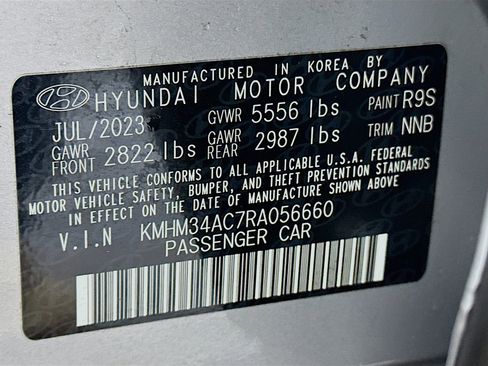 MANUFACTURED IN KOREA BY
HYUNDAI MOTOR COMPANY
JUL/2023 GVWR 5556 lbs PAINT R9S
GAWR FRONT 2822 lbs GAWR REAR 2987 lbs TRIM NNB
THIS VEHICLE CONFORMS TO ALL APPLICABLE U.S.A. FEDERAL
MOTOR VEHICLE SAFETY, BUMPER, AND THEFT PREVENTION STANDARDS
IN EFFECT ON THE DATE OF MANUFACTURE SHOWN ABOVE.
V.I.N KMHM34AC7RA056660
PASSENGER CAR